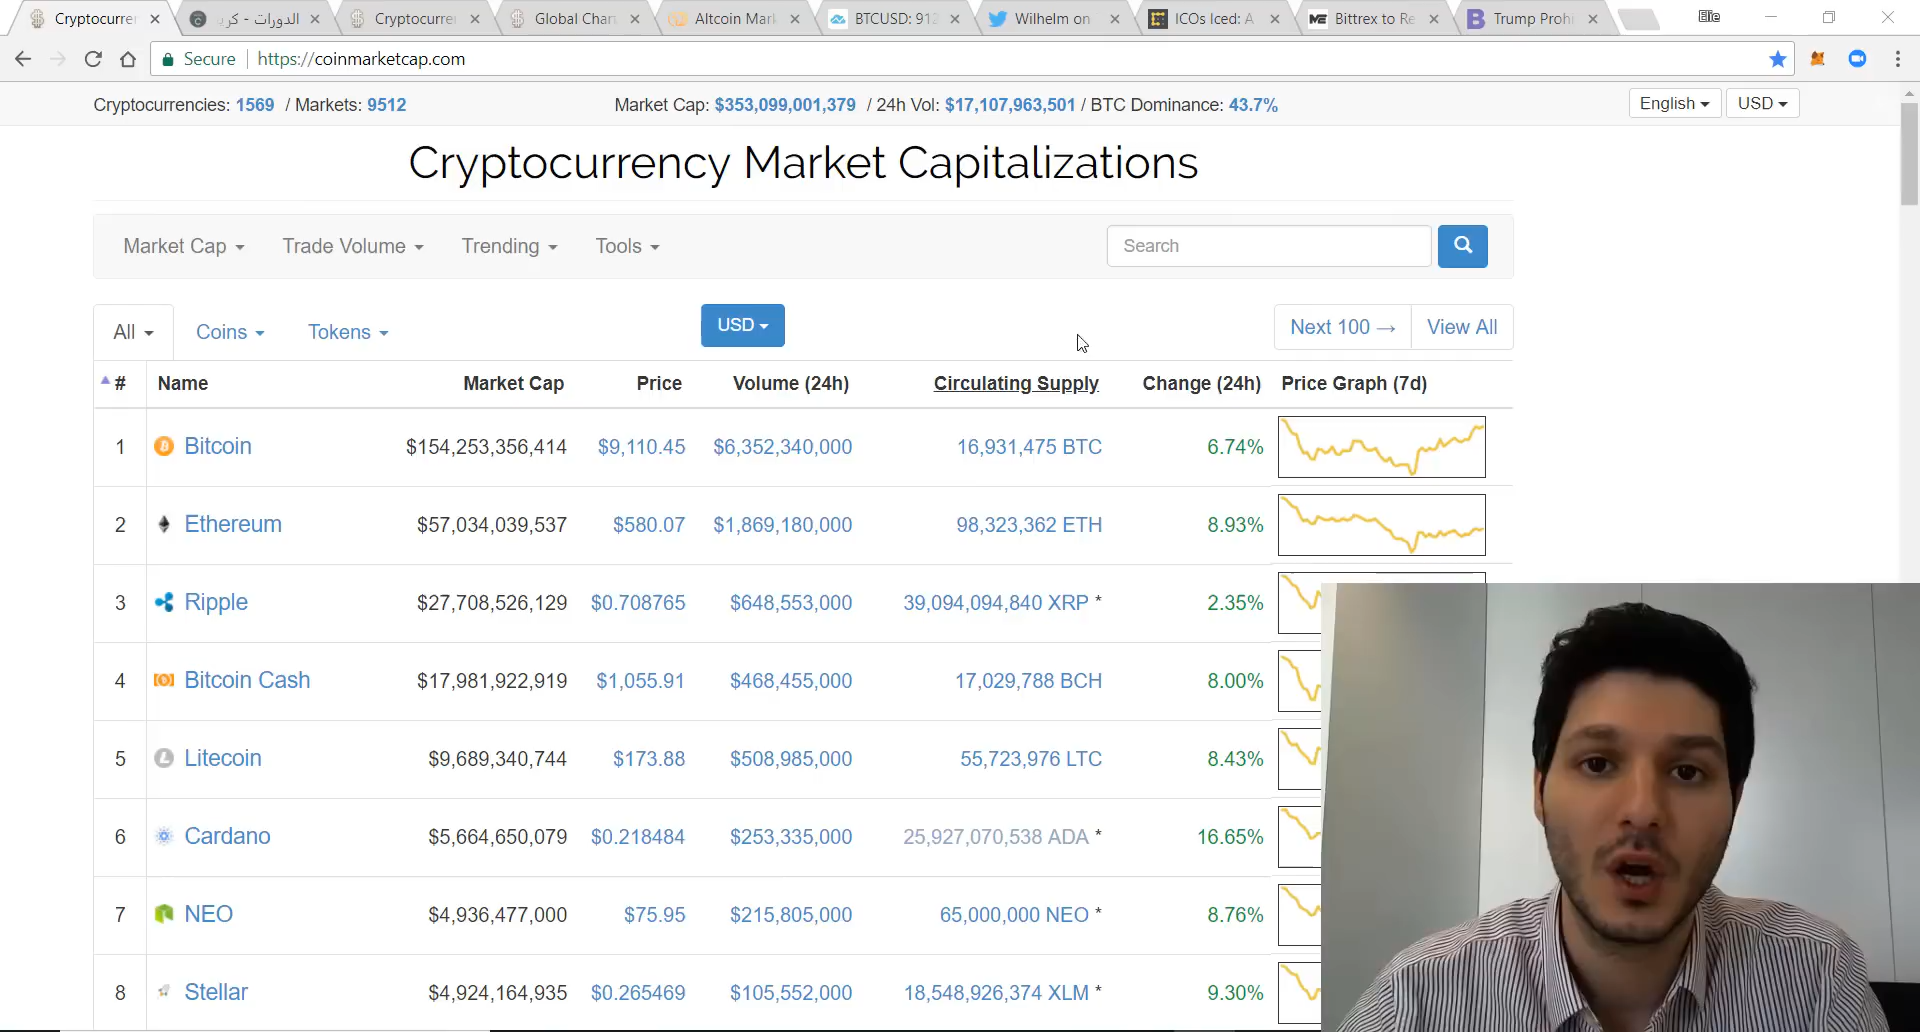 Cryptocurre
الدورات - كري
Cryptocurre
Global Char
Altcoin Mark
BTCUSD: 912
Wilhelm on
ICOs Iced: A
Bittrex to Re
Trump Prohi
Elie
Secure https://coinmarketcap.com
Cryptocurrencies: 1569 / Markets: 9512 Market Cap: $353,099,001,379 / 24h Vol: $17,107,963,501 / BTC Dominance: 43.7% English USD
Cryptocurrency Market Capitalizations
Market Cap Trade Volume Trending Tools Search
All Coins Tokens USD Next 100 → View All
# Name Market Cap Price Volume (24h) Circulating Supply Change (24h) Price Graph (7d)
1 Bitcoin $154,253,356,414 $9,110.45 $6,352,340,000 16,931,475 BTC 6.74%
2 Ethereum $57,034,039,537 $580.07 $1,869,180,000 98,323,362 ETH 8.93%
3 Ripple $27,708,526,129 $0.708765 $648,553,000 39,094,094,840 XRP * 2.35%
4 Bitcoin Cash $17,981,922,919 $1,055.91 $468,455,000 17,029,788 BCH 8.00%
5 Litecoin $9,689,340,744 $173.88 $508,985,000 55,723,976 LTC 8.43%
6 Cardano $5,664,650,079 $0.218484 $253,335,000 25,927,070,538 ADA * 16.65%
7 NEO $4,936,477,000 $75.95 $215,805,000 65,000,000 NEO * 8.76%
8 Stellar $4,924,164,935 $0.265469 $105,552,000 18,548,926,374 XLM * 9.30%